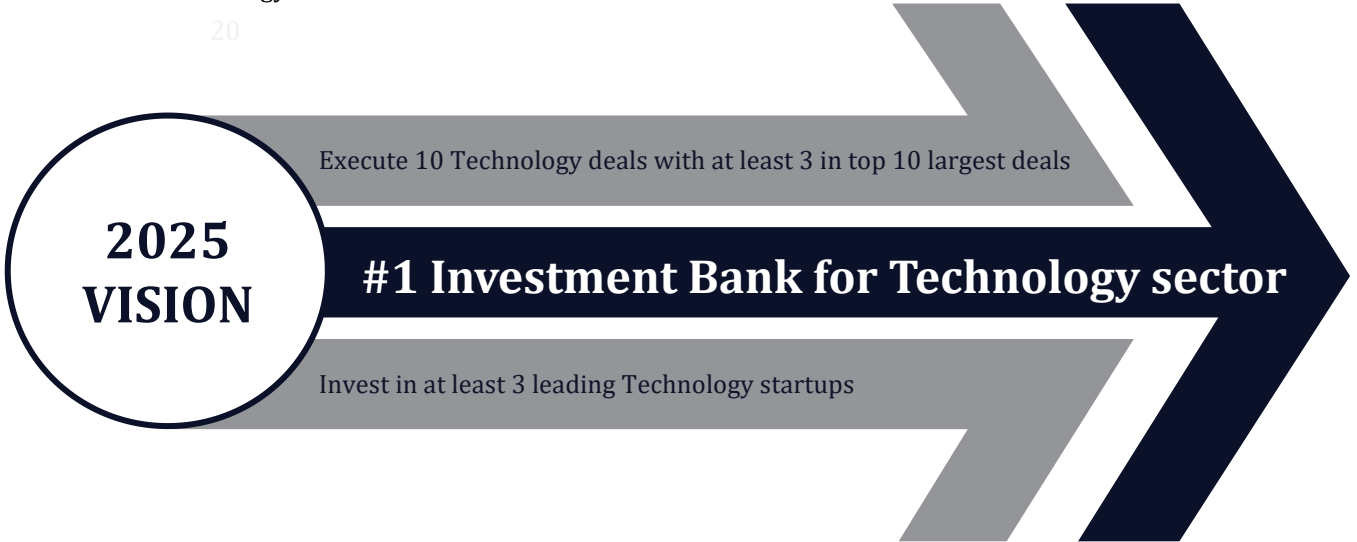 20
Execute 10 Technology deals with at least 3 in top 10 largest deals
2025
VISION
#1 Investment Bank for Technology sector
Invest in at least 3 leading Technology startups